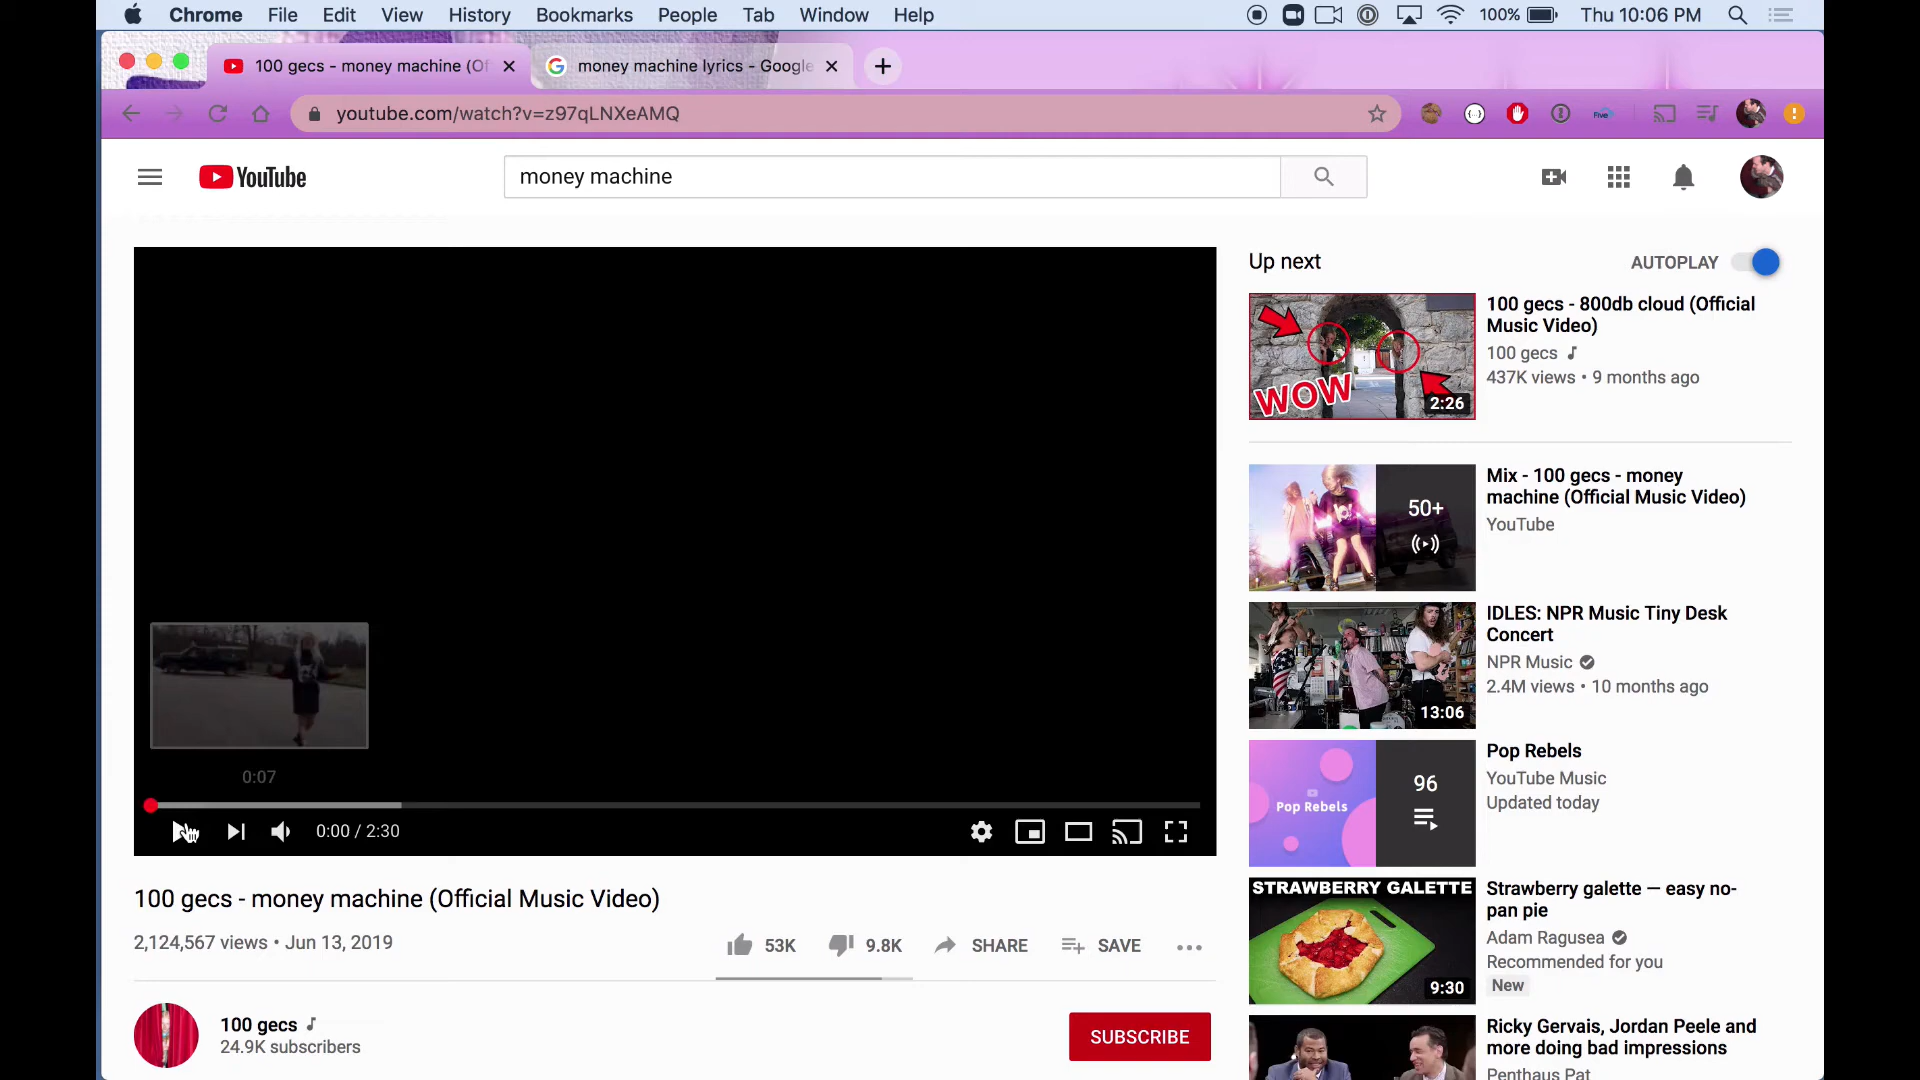 Chrome File Edit View History Bookmarks People Tab Window Help
100% Thu 10:06 PM
100 gecs - money machine (Of
money machine lyrics - Google
youtube.com/watch?v=z97qLNXeAMQ
Five
YouTube
money machine
Up next
AUTOPLAY
WOW
2:26
100 gecs - 800db cloud (Official
Music Video)
100 gecs
437K views • 9 months ago
50+
Mix - 100 gecs - money
machine (Official Music Video)
YouTube
13:06
IDLES: NPR Music Tiny Desk
Concert
NPR Music
2.4M views • 10 months ago
Pop Rebels
96
Pop Rebels
YouTube Music
Updated today
STRAWBERRY GALETTE
9:30
Strawberry galette — easy no-
pan pie
Adam Ragusea
Recommended for you
New
Ricky Gervais, Jordan Peele and
more doing bad impressions
Penthaus Pat
0:07
0:00 / 2:30
100 gecs - money machine (Official Music Video)
2,124,567 views • Jun 13, 2019
53K
9.8K
SHARE
SAVE
100 gecs
24.9K subscribers
SUBSCRIBE